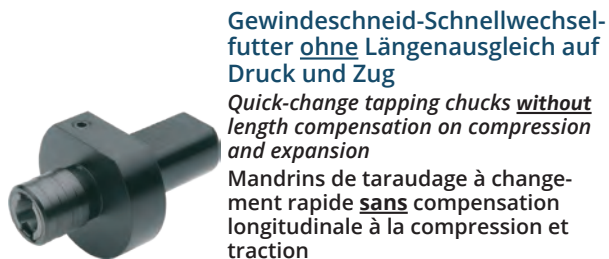 Gewindeschneid-Schnellwechsel-
futter ohne Längenausgleich auf
Druck und Zug
Quick-change tapping chucks without
length compensation on compression
and expansion
Mandrins de taraudage à change-
ment rapide sans compensation
longitudinale à la compression et
traction